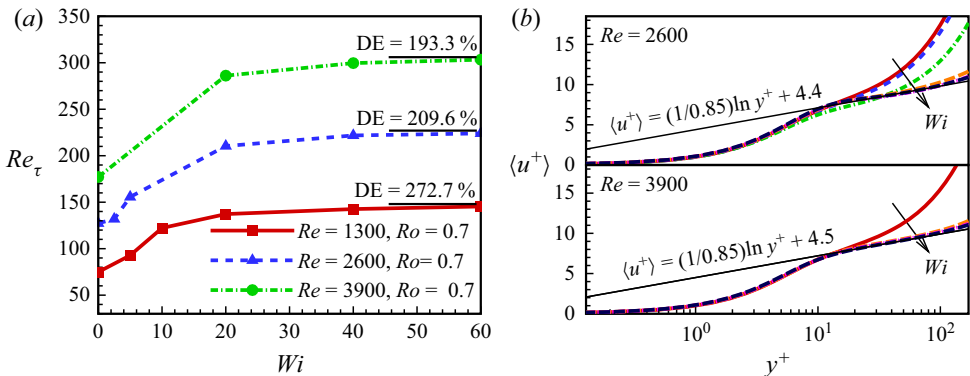 (a)
350
300
250
200
150
100
50
Re_τ
DE = 193.3 %
DE = 209.6 %
DE = 272.7 %
Re = 1300, Ro = 0.7
Re = 2600, Ro= 0.7
Re = 3900, Ro = 0.7
0 10 20 30 40 50 60
Wi
(b)
15
10
5
0
Re = 2600
⟨u⁺⟩ = (1/0.85)ln y⁺ + 4.4
Wi
⟨u⁺⟩
15
10
5
0
Re = 3900
⟨u⁺⟩ = (1/0.85)ln y⁺ + 4.5
Wi
10⁰ 10¹ 10²
y⁺